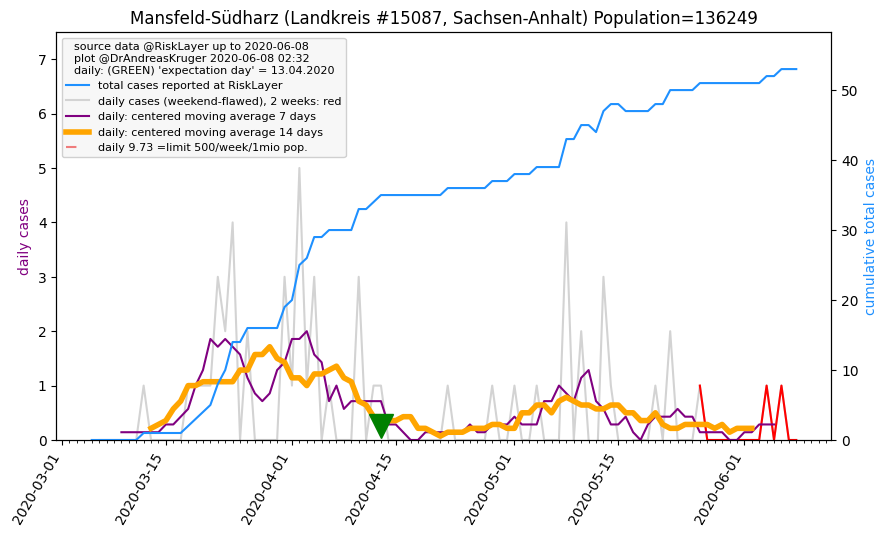 Mansfeld-Südharz (Landkreis #15087, Sachsen-Anhalt) Population=136249
source data @RiskLayer up to 2020-06-08
plot @DrAndreasKruger 2020-06-08 02:32
daily: (GREEN) 'expectation day' = 13.04.2020
total cases reported at RiskLayer
daily cases (weekend-flawed), 2 weeks: red
daily: centered moving average 7 days
daily: centered moving average 14 days
daily 9.73 =limit 500/week/1mio pop.
daily cases
7
6
5
4
3
2
1
0
50
40
30
20
10
0
cumulative total cases
2020-03-01
2020-03-15
2020-04-01
2020-04-15
2020-05-01
2020-05-15
2020-06-01